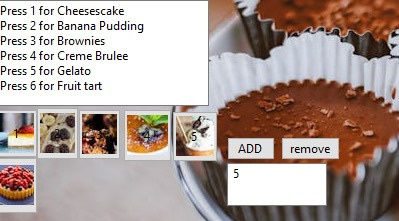 Press 1 for Cheesescake
Press 2 for Banana Pudding
Press 3 for Brownies
Press 4 for Creme Brulee
Press 5 for Gelato
Press 6 for Fruit tart
1
2
3
4
5
ADD
remove
5